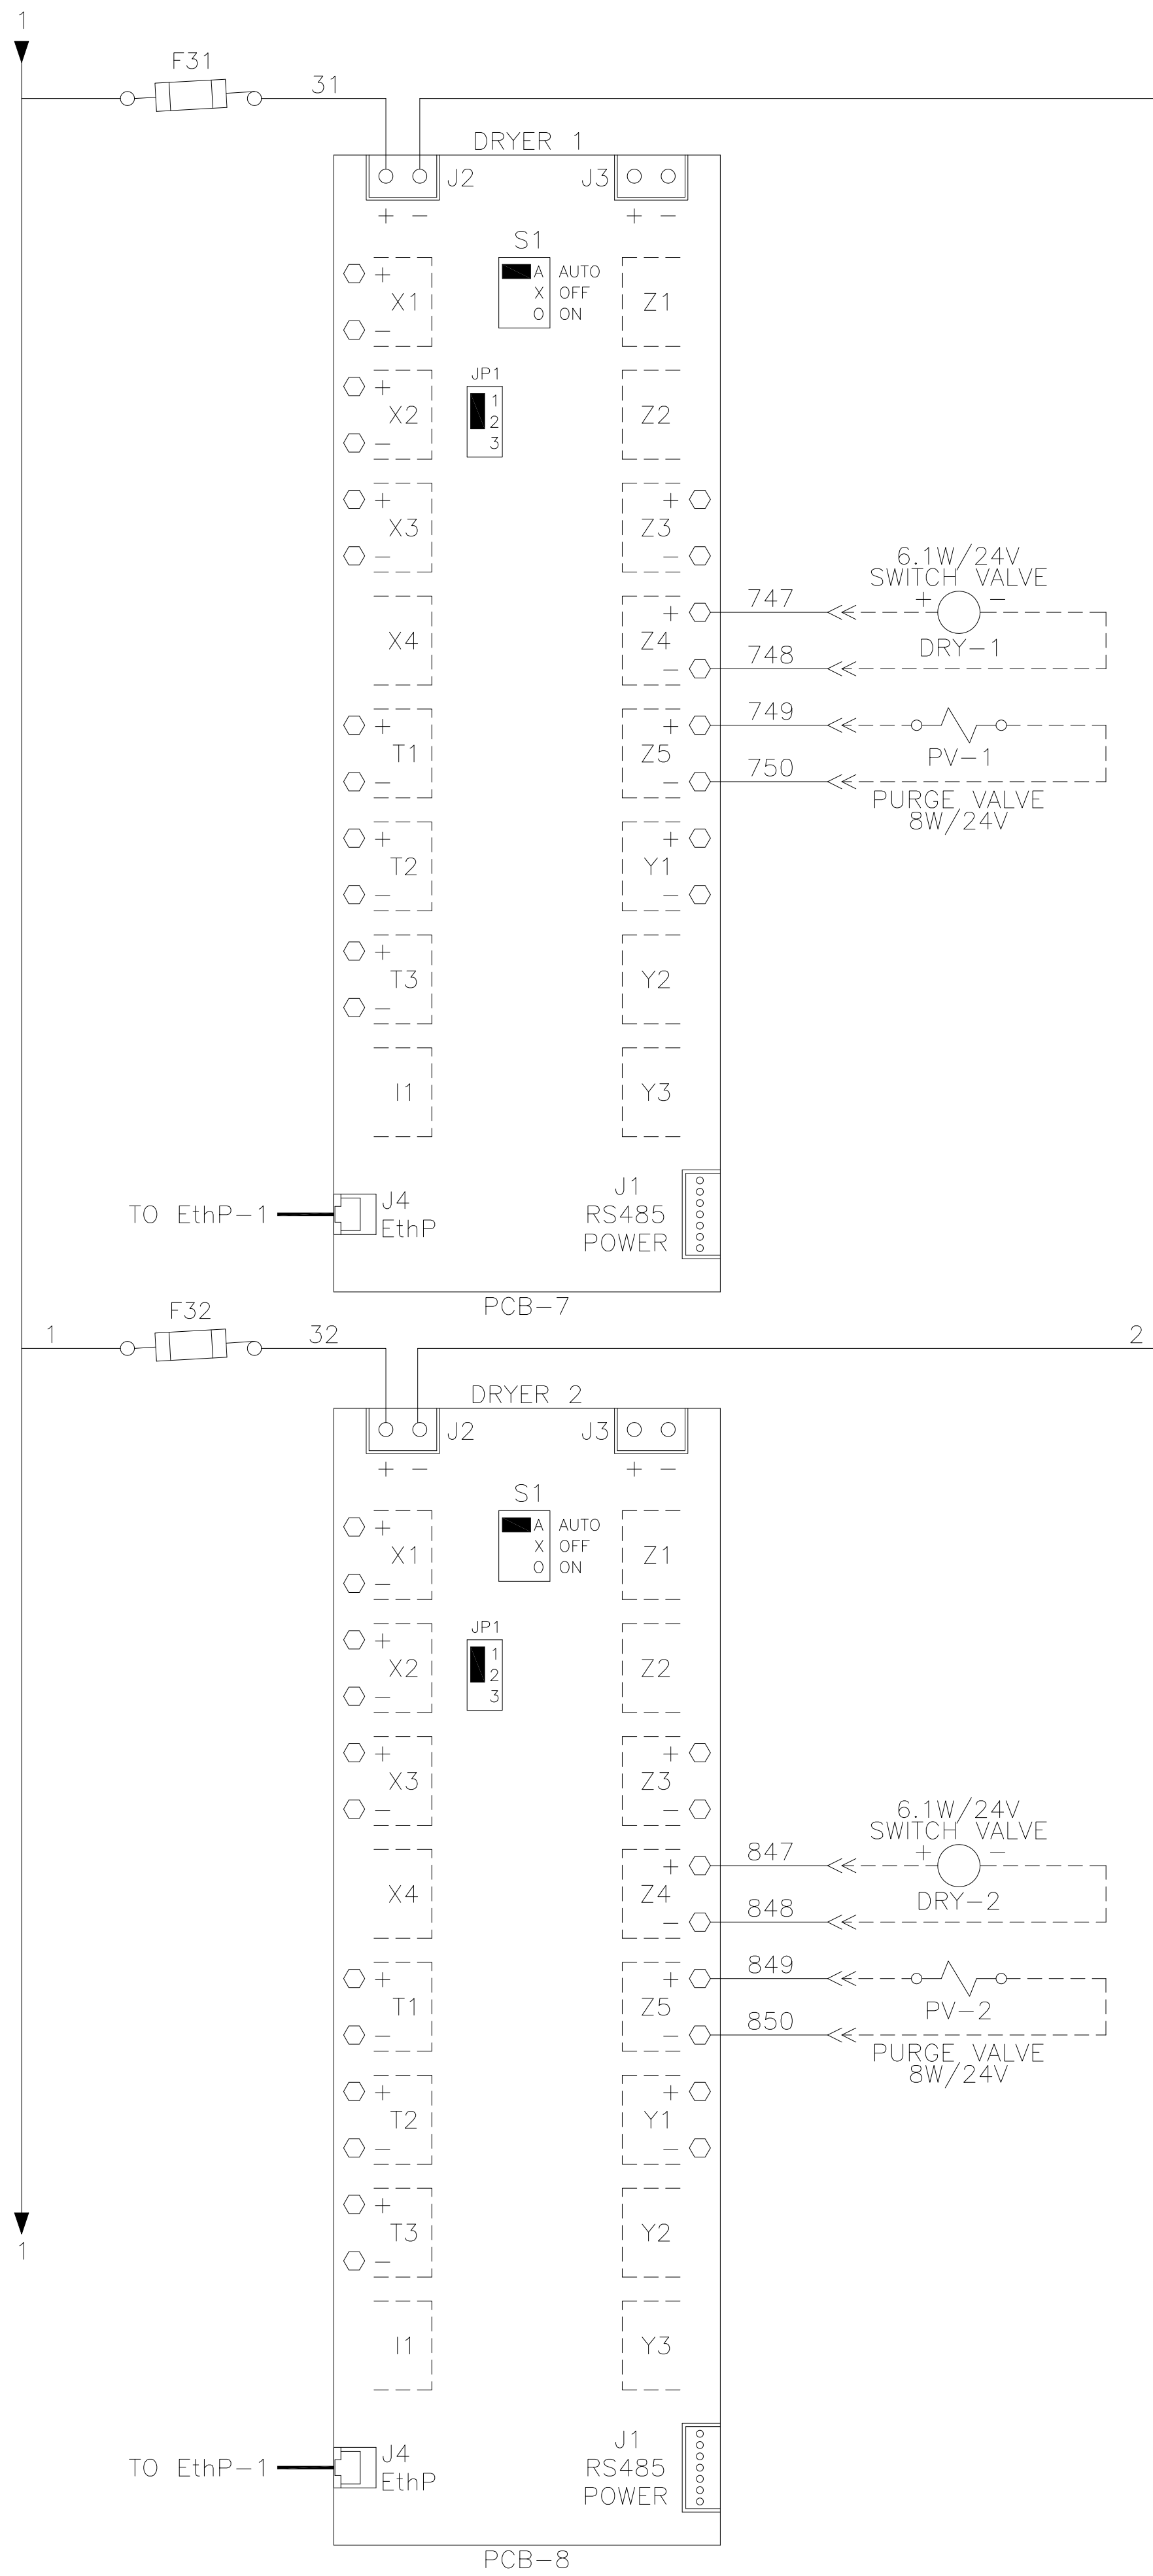 1
F31
31
DRYER 1
J2
J3
+ −
+ −
S1
A AUTO
X OFF
O ON
+
X1
−
Z1
JP1
1
2
3
+
X2
−
Z2
+
X3
−
+
Z3
−
6.1W/24V
SWITCH VALVE
+ −
DRY−1
747
748
X4
+
Z4
−
749
750
PV−1
PURGE VALVE
8W/24V
+
T1
−
+
Z5
−
+
T2
−
+
Y1
−
+
T3
−
Y2
I1
Y3
TO EthP−1
J4
EthP
J1
RS485
POWER
PCB−7
F32
1
32
2
DRYER 2
J2
J3
+ −
+ −
S1
A AUTO
X OFF
O ON
+
X1
−
Z1
JP1
1
2
3
+
X2
−
Z2
+
X3
−
+
Z3
−
6.1W/24V
SWITCH VALVE
+ −
DRY−2
847
848
X4
+
Z4
−
849
850
PV−2
PURGE VALVE
8W/24V
+
T1
−
+
Z5
−
+
T2
−
+
Y1
−
+
T3
−
Y2
1
I1
Y3
TO EthP−1
J4
EthP
J1
RS485
POWER
PCB−8